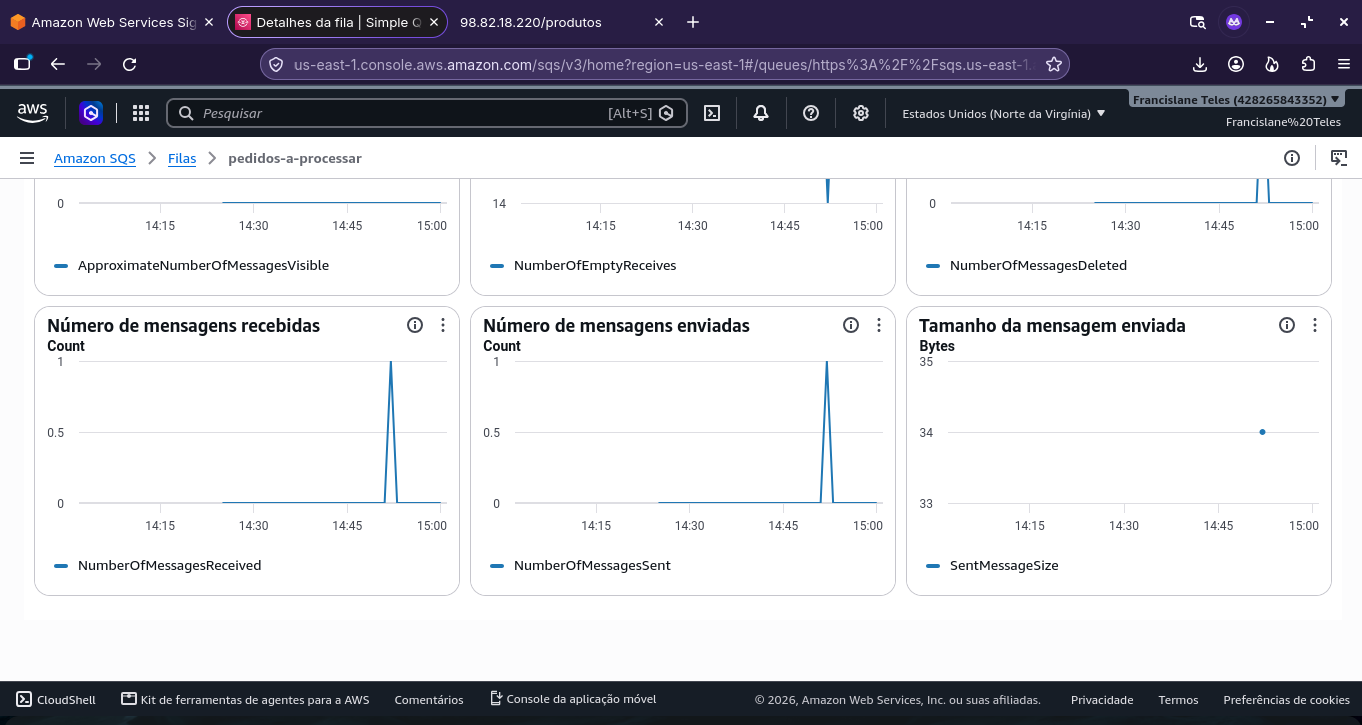 Amazon Web Services Sig
Detalhes da fila | Simple Q
98.82.18.220/produtos
us-east-1.console.aws.amazon.com/sqs/v3/home?region=us-east-1#/queues/https%3A%2F%2Fsqs.us-east-1.
aws
Pesquisar
[Alt+S]
Estados Unidos (Norte da Virgínia)
Francislane Teles (428265843352)
Francislane%20Teles
Amazon SQS
Filas
pedidos-a-processar
0
14:15 14:30 14:45 15:00
ApproximateNumberOfMessagesVisible
14
14:15 14:30 14:45 15:00
NumberOfEmptyReceives
0
14:15 14:30 14:45 15:00
NumberOfMessagesDeleted
Número de mensagens recebidas
Count
1
0.5
0
14:15 14:30 14:45 15:00
NumberOfMessagesReceived
Número de mensagens enviadas
Count
1
0.5
0
14:15 14:30 14:45 15:00
NumberOfMessagesSent
Tamanho da mensagem enviada
Bytes
35
34
33
14:15 14:30 14:45 15:00
SentMessageSize
CloudShell
Kit de ferramentas de agentes para a AWS
Comentários
Console da aplicação móvel
© 2026, Amazon Web Services, Inc. ou suas afiliadas.
Privacidade
Termos
Preferências de cookies